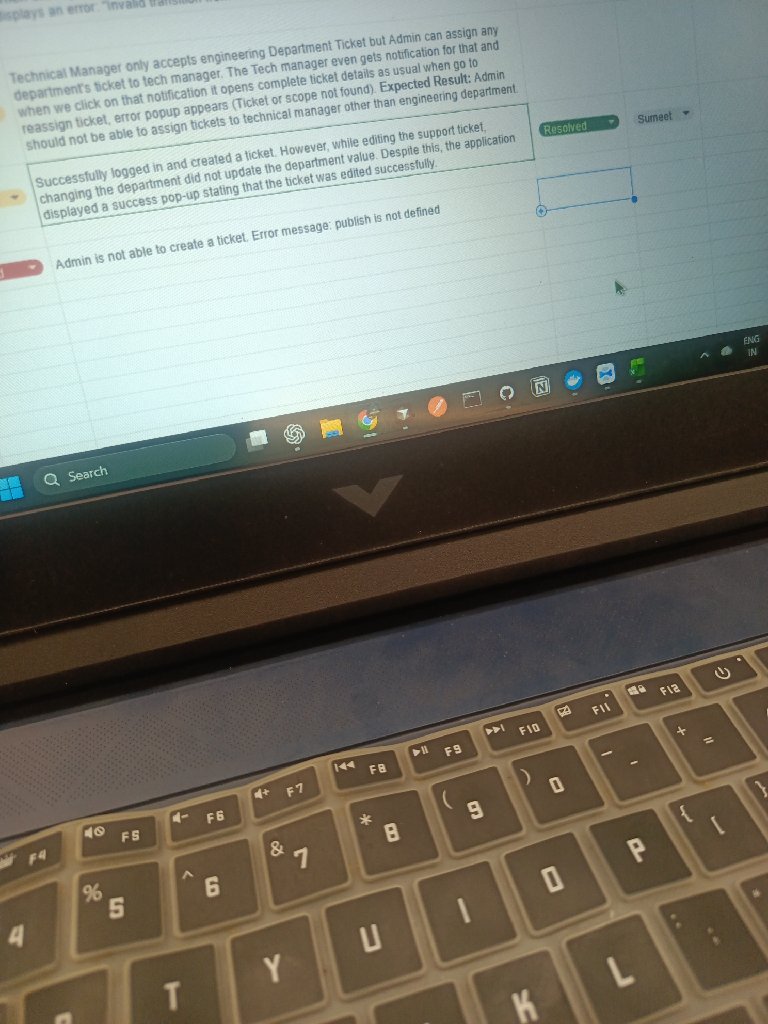 displays an error. "Invalid transition
Technical Manager only accepts engineering Department Ticket but Admin can assign any
department's ticket to tech manager. The Tech manager even gets notification for that and
when we click on that notification it opens complete ticket details as usual when go to
reassign ticket, error popup appears (Ticket or scope not found). Expected Result: Admin
should not be able to assign tickets to technical manager other than engineering department
Successfully logged in and created a ticket. However, while editing the support ticket,
changing the department did not update the department value. Despite this, the application
displayed a success pop-up stating that the ticket was edited successfully.
Resolved
Sumeet
Admin is not able to create a ticket. Error message: publish is not defined
ENG
IN
Search
F4 F5 F6 F7 F8 F9 F10 F11 F12
4 % 5 ^ 6 & 7 * 8 ( 9 ) 0 - + =
T Y U I O P { [ }
K L : ;